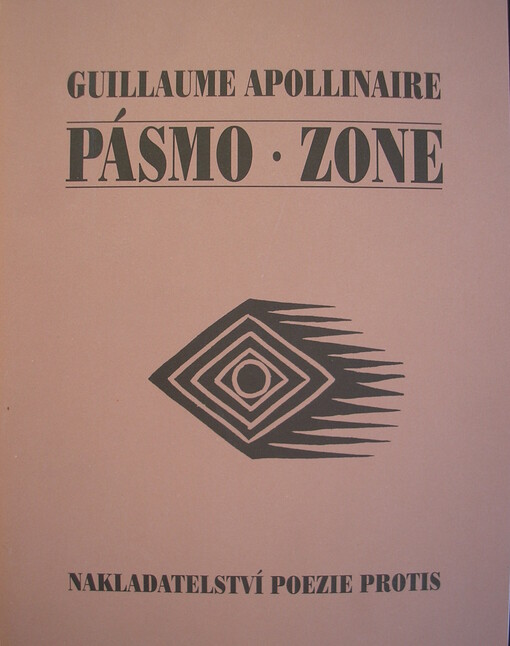 GUILLAUME APOLLINAIRE
PÁSMO · ZONE
NAKLADATELSTVÍ POEZIE PROTIS